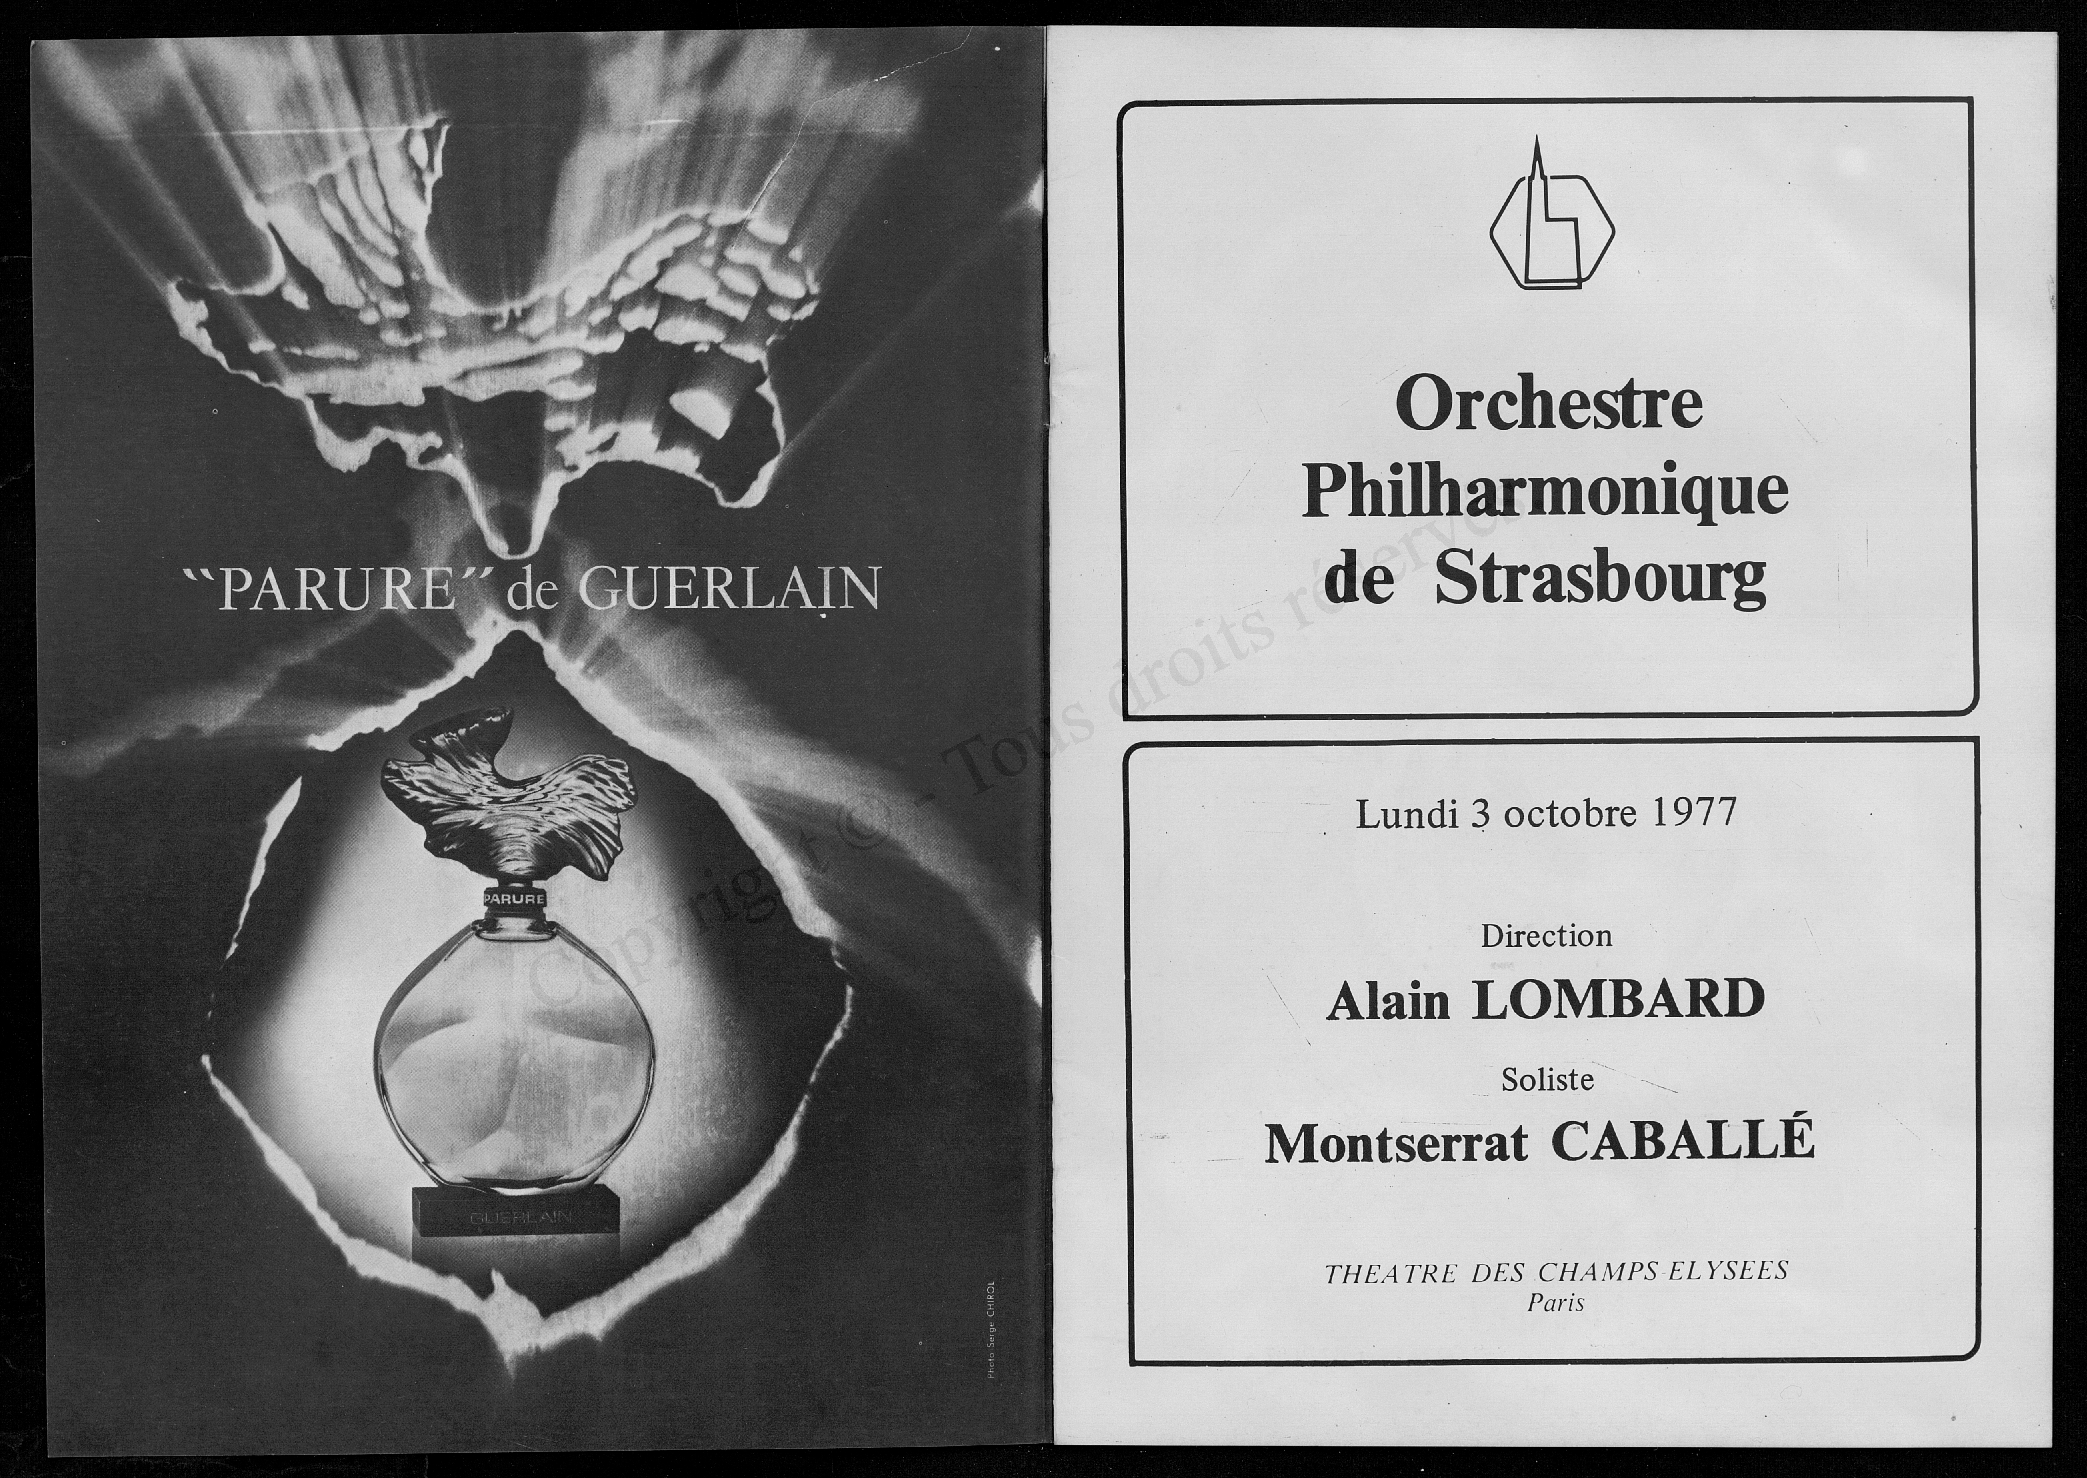 "PARURE" de GUERLAIN
PARURE
GUERLAIN
Photo Serge CHIROL
Orchestre
Philharmonique
de Strasbourg
Lundi 3 octobre 1977
Direction
Alain LOMBARD
Soliste
Montserrat CABALLÉ
THEATRE DES CHAMPS-ELYSEES
Paris
Copyright © - Tous droits réservés